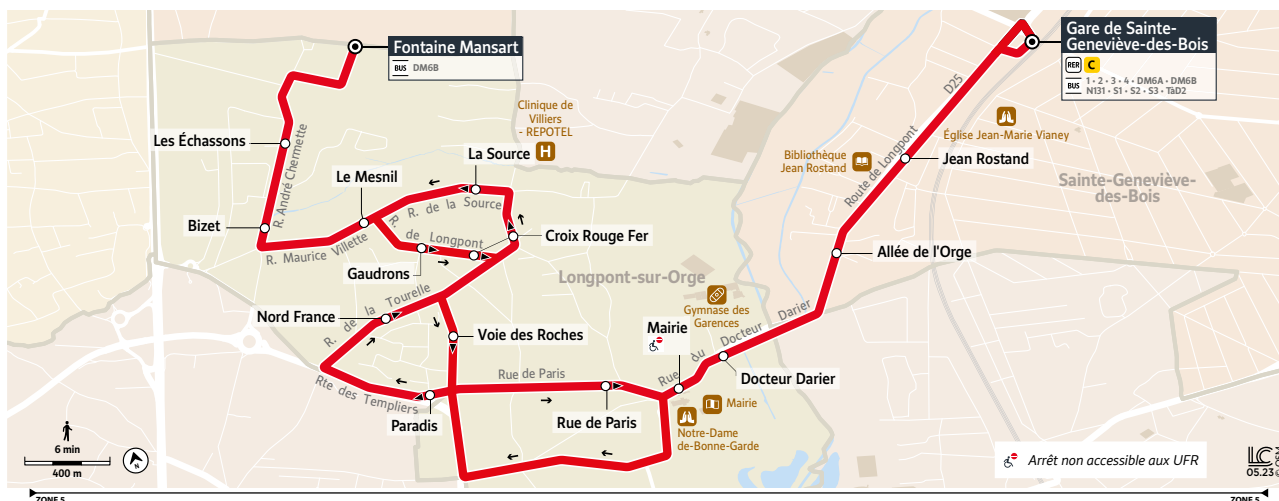 Fontaine Mansart
BUS DM6B
Gare de Sainte-
Geneviève-des-Bois
RER C
BUS 1 • 2 • 3 • 4 • DM6A • DM6B
N131 • S1 • S2 • S3 • TàD2
D25
Clinique de
Villiers
- REPOTEL
H
Église Jean-Marie Vianey
Les Échassons
R. André Chermette
La Source
Bibliothèque
Jean Rostand
Jean Rostand
Route de Longpont
Sainte-Geneviève-
des-Bois
Le Mesnil
R. de la Source
Bizet
R. Maurice Villette
R. de Longpont
Croix Rouge Fer
Gaudrons
Allée de l'Orge
Longpont-sur-Orge
R. de la Tourelle
Nord France
Gymnase des
Garences
Voie des Roches
Mairie
Rue du Docteur Darier
Docteur Darier
Rue de Paris
Rte des Templiers
Paradis
Rue de Paris
Mairie
Notre-Dame
de-Bonne-Garde
6 min
400 m
Arrêt non accessible aux UFR
LC
05.23
ZONE 5
ZONE 5